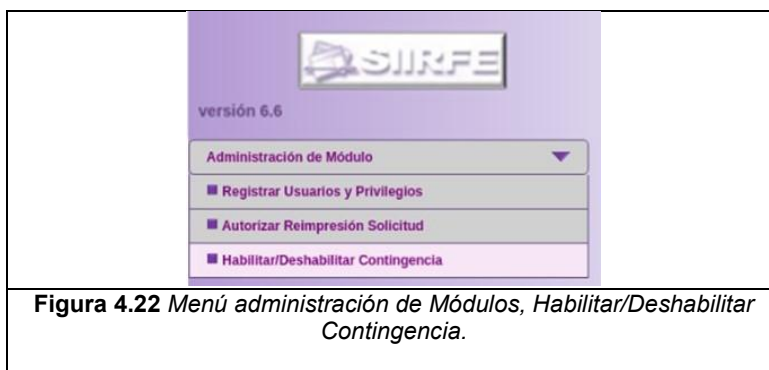 SIIRFE
versión 6.6
Administración de Módulo
Registrar Usuarios y Privilegios
Autorizar Reimpresión Solicitud
Habilitar/Deshabilitar Contingencia
Figura 4.22 Menú administración de Módulos, Habilitar/Deshabilitar
Contingencia.